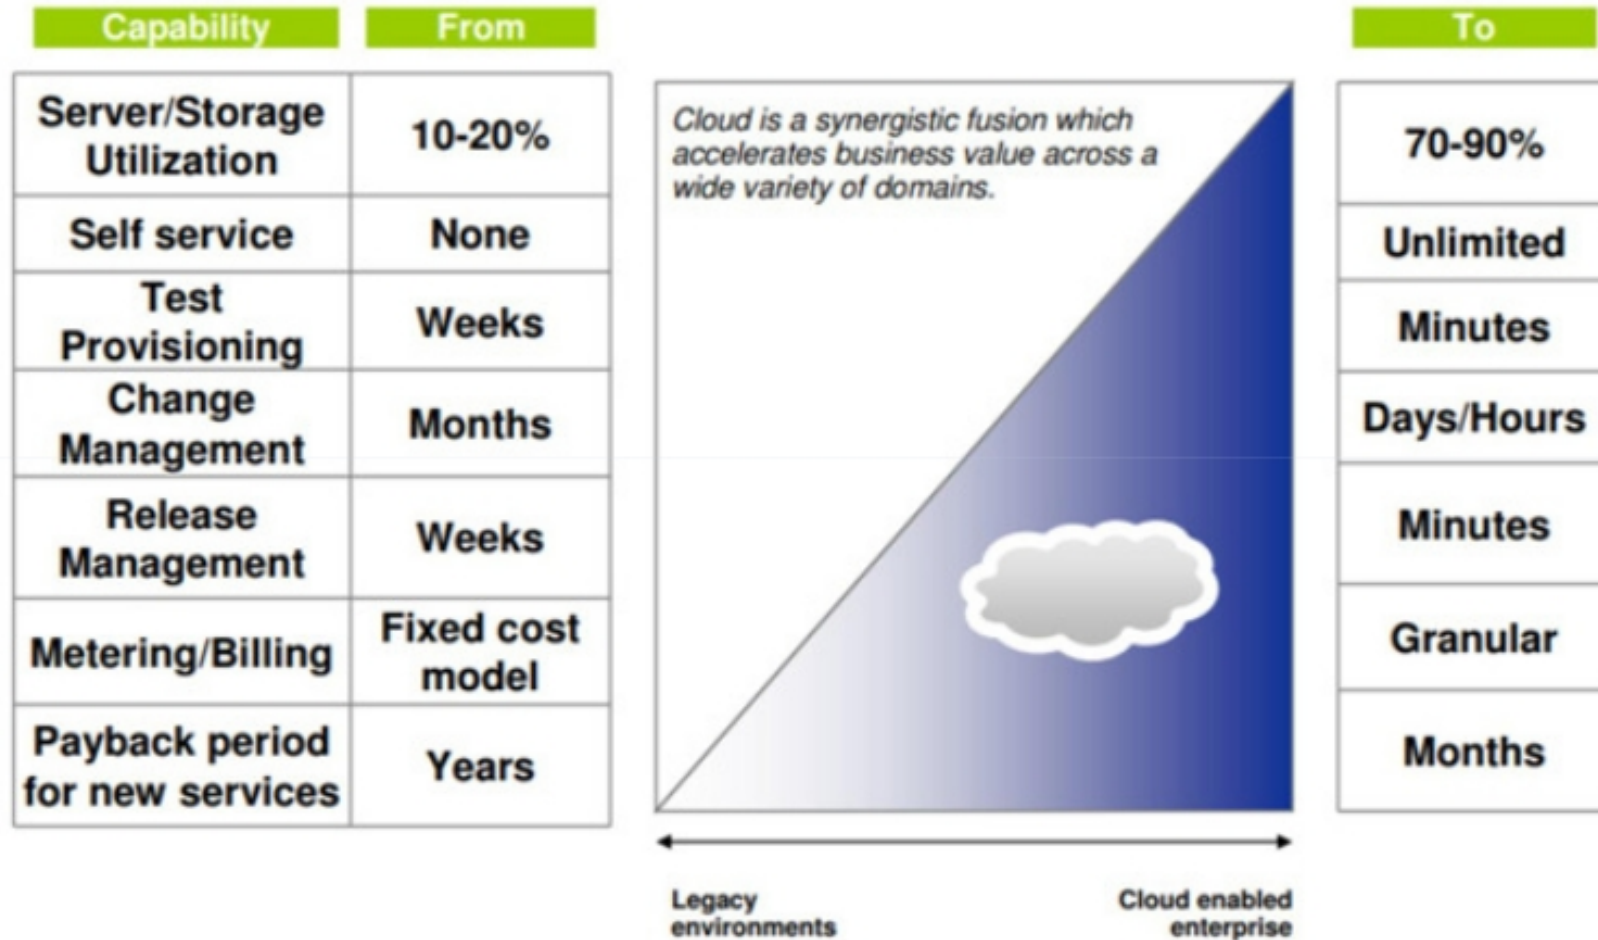 Capability
From
To
Server/Storage
Utilization
10-20%
Cloud is a synergistic fusion which
accelerates business value across a
wide variety of domains.
70-90%
Self service
None
Unlimited
Test
Provisioning
Weeks
Minutes
Change
Management
Months
Days/Hours
Release
Management
Weeks
Minutes
Metering/Billing
Fixed cost
model
Granular
Payback period
for new services
Years
Months
Legacy
environments
Cloud enabled
enterprise